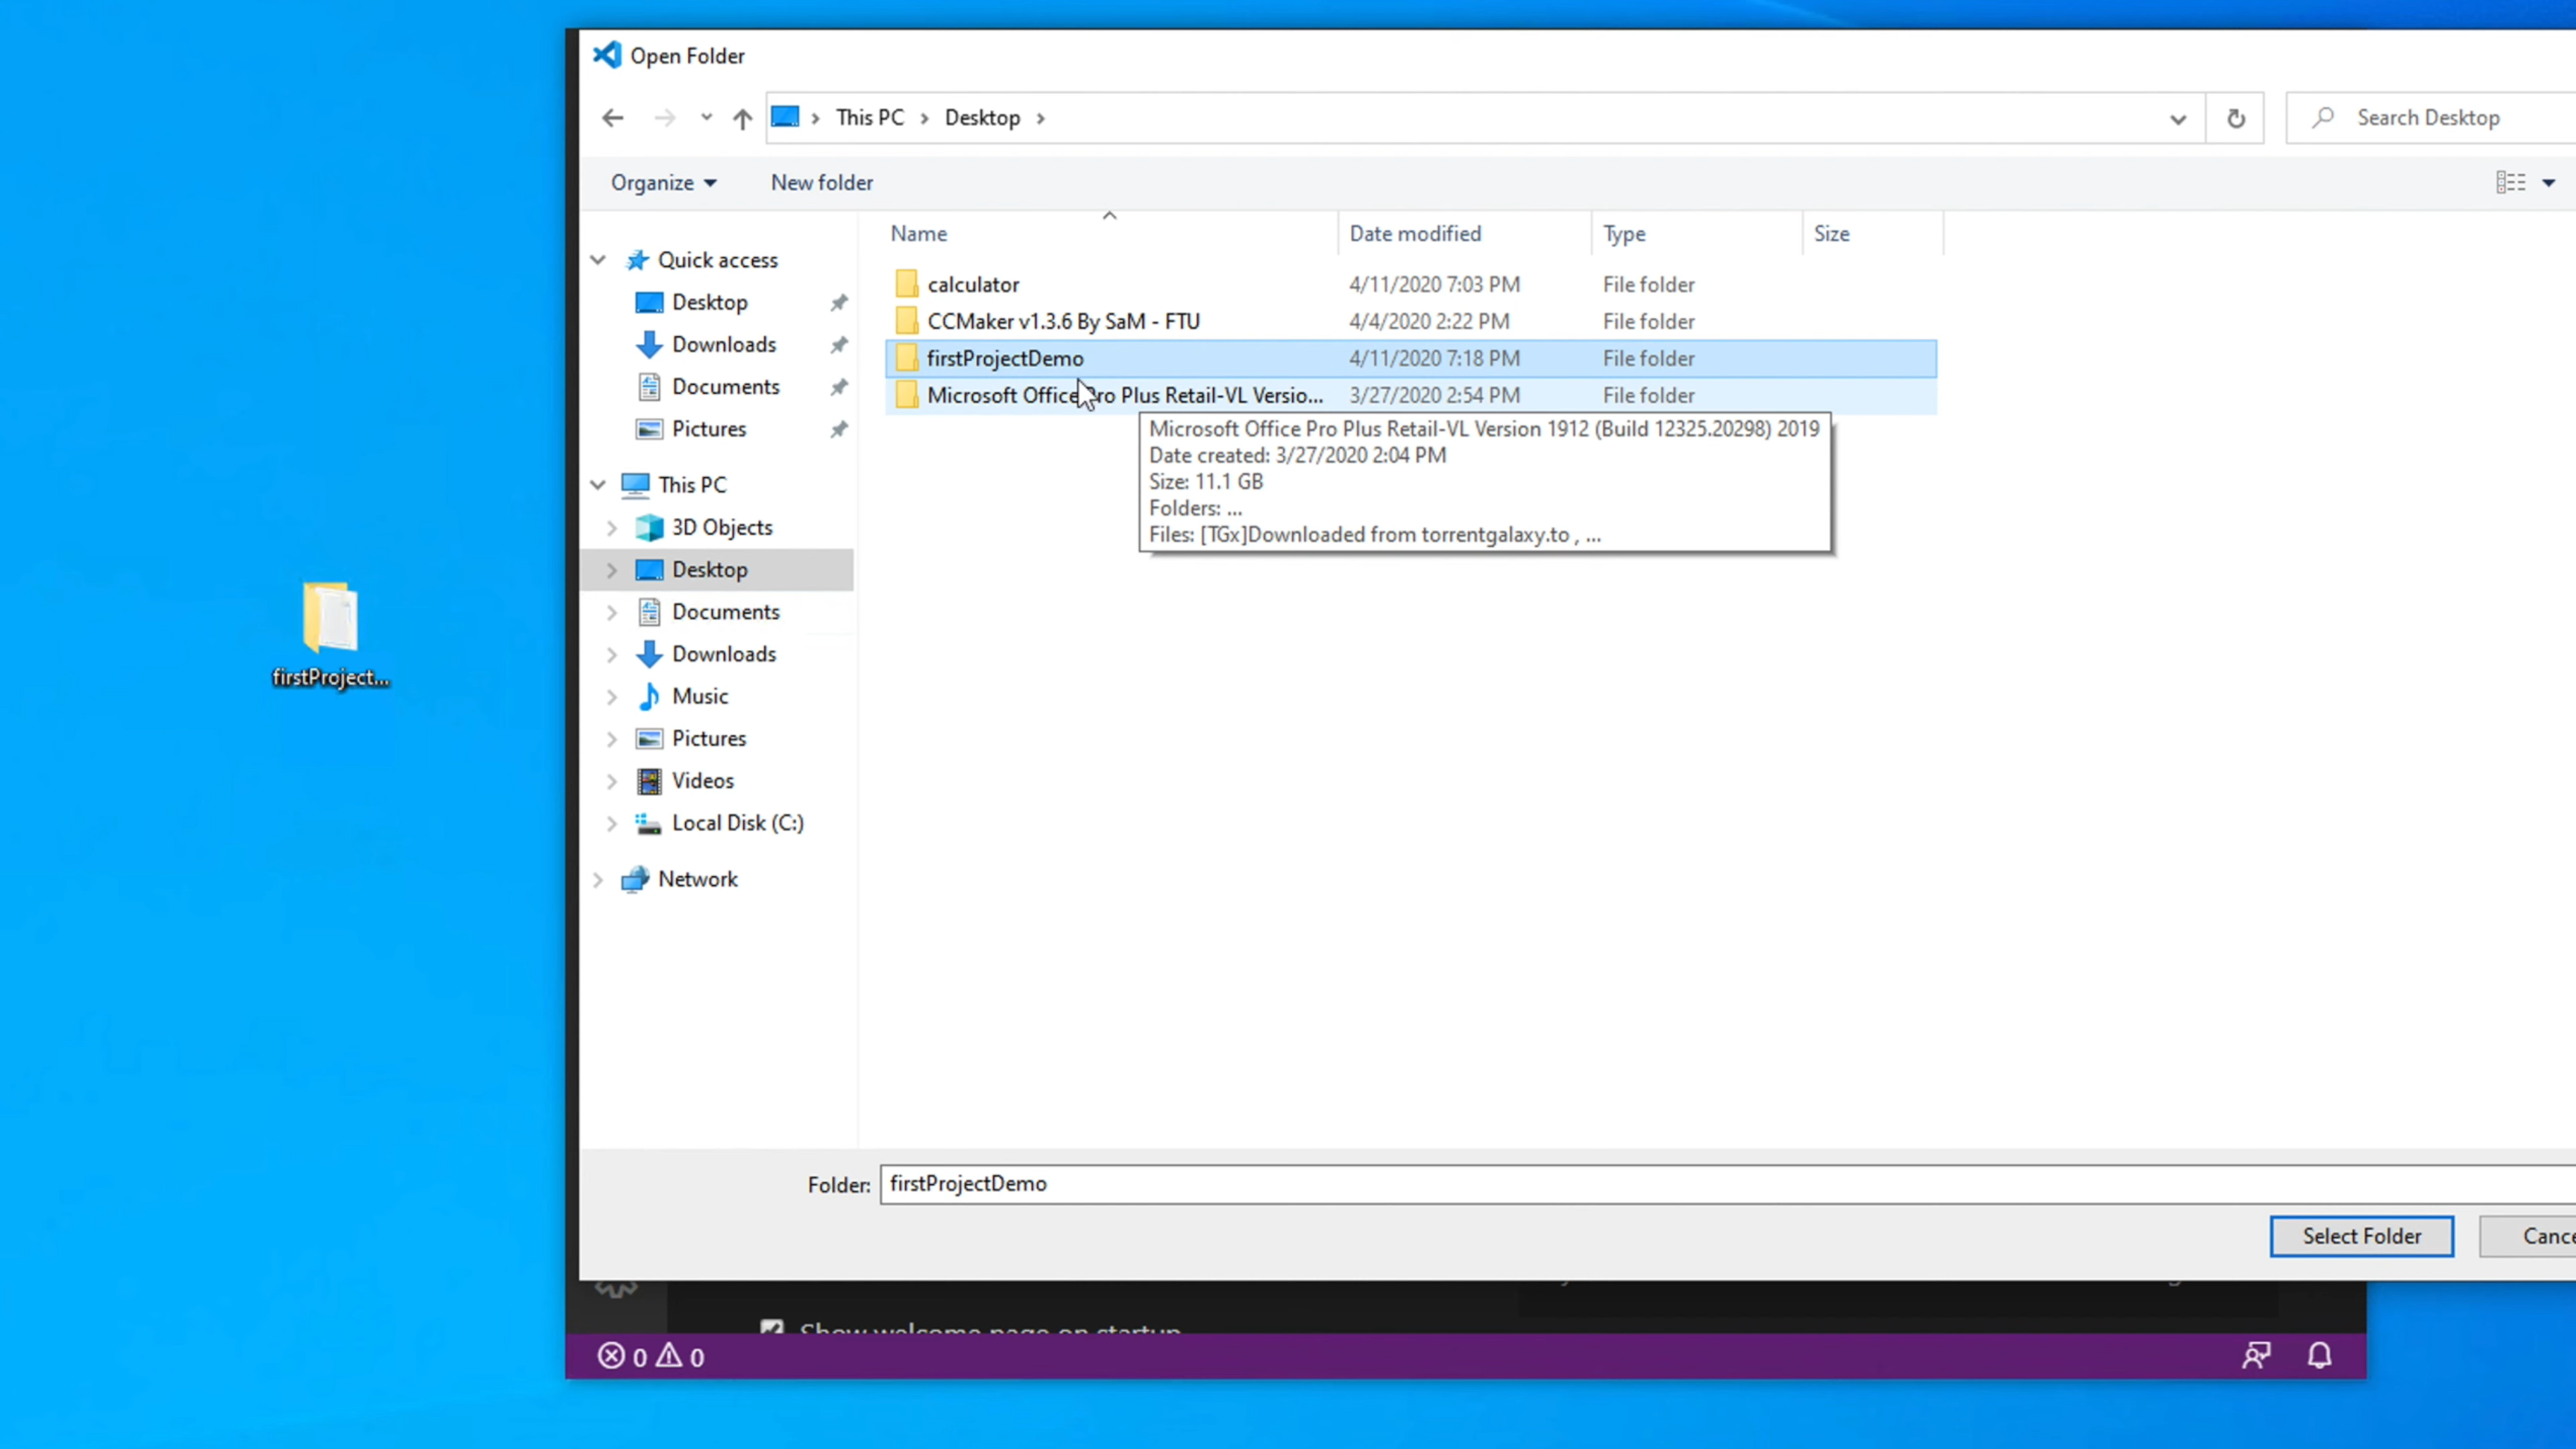 Open Folder
This PC
Desktop
Search Desktop
Organize
New folder
Name
Date modified
Type
Size
calculator 4/11/2020 7:03 PM File folder
CCMaker v1.3.6 By SaM - FTU 4/4/2020 2:22 PM File folder
firstProjectDemo 4/11/2020 7:18 PM File folder
Microsoft Office Pro Plus Retail-VL Versio... 3/27/2020 2:54 PM File folder
Microsoft Office Pro Plus Retail-VL Version 1912 (Build 12325.20298) 2019
Date created: 3/27/2020 2:04 PM
Size: 11.1 GB
Folders: ...
Files: [TGx]Downloaded from torrentgalaxy.to , ...
Quick access
Desktop
Downloads
Documents
Pictures
This PC
3D Objects
Desktop
Documents
Downloads
Music
Pictures
Videos
Local Disk (C:)
Network
firstProject...
Folder: firstProjectDemo
Select Folder
Cance
Show welcome page on startup
0 0